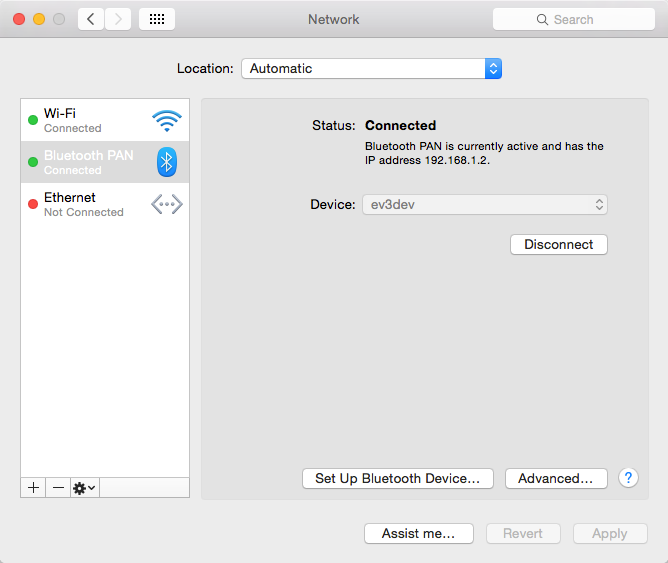 Network
Search
Location: Automatic
Wi-Fi
Connected
Bluetooth PAN
Connected
Ethernet
Not Connected
Status: Connected
Bluetooth PAN is currently active and has the
IP address 192.168.1.2.
Device: ev3dev
Disconnect
Set Up Bluetooth Device... Advanced... ?
Assist me... Revert Apply